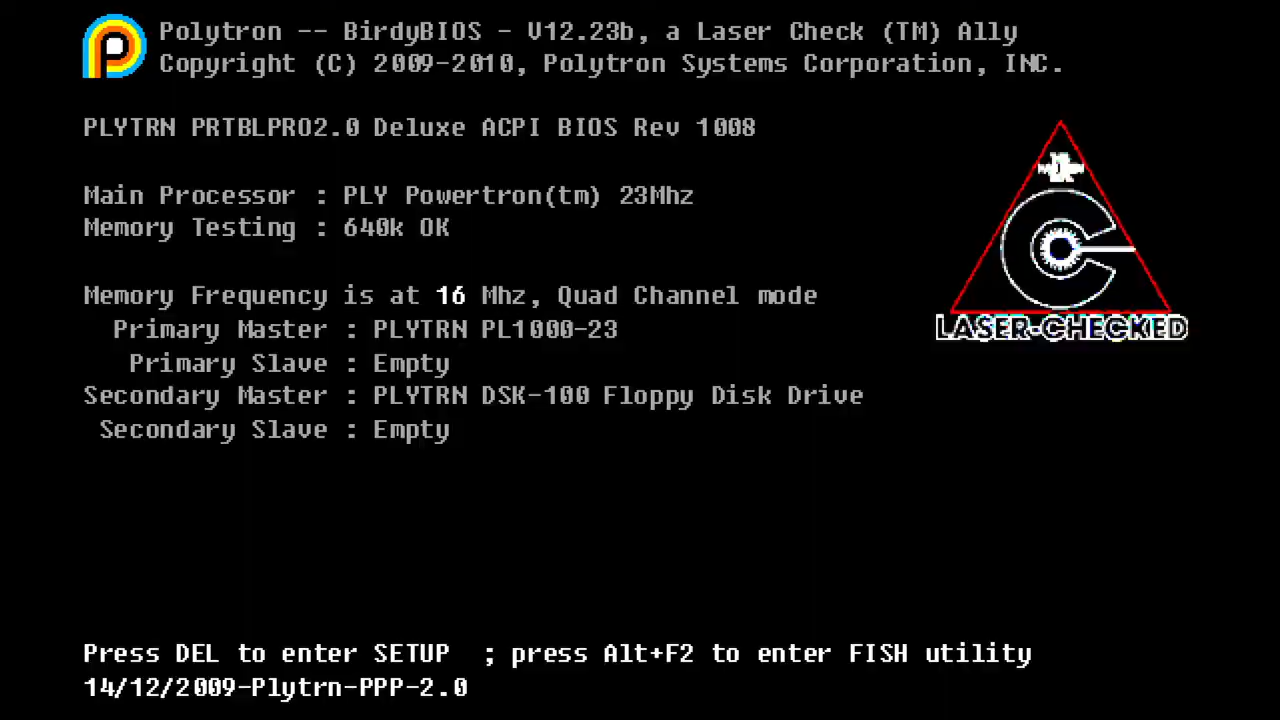 Polytron -- BirdyBIOS - V12.23b, a Laser Check (TM) Ally
Copyright (C) 2009-2010, Polytron Systems Corporation, INC.
PLYTRN PRTBLPRO2.0 Deluxe ACPI BIOS Rev 1008
Main Processor : PLY Powertron(tm) 23Mhz
Memory Testing : 640k OK
Memory Frequency is at 16 Mhz, Quad Channel mode
Primary Master : PLYTRN PL1000-23
Primary Slave : Empty
Secondary Master : PLYTRN DSK-100 Floppy Disk Drive
Secondary Slave : Empty
LASER-CHECKED
Press DEL to enter SETUP ; press Alt+F2 to enter FISH utility
14/12/2009-Plytrn-PPP-2.0